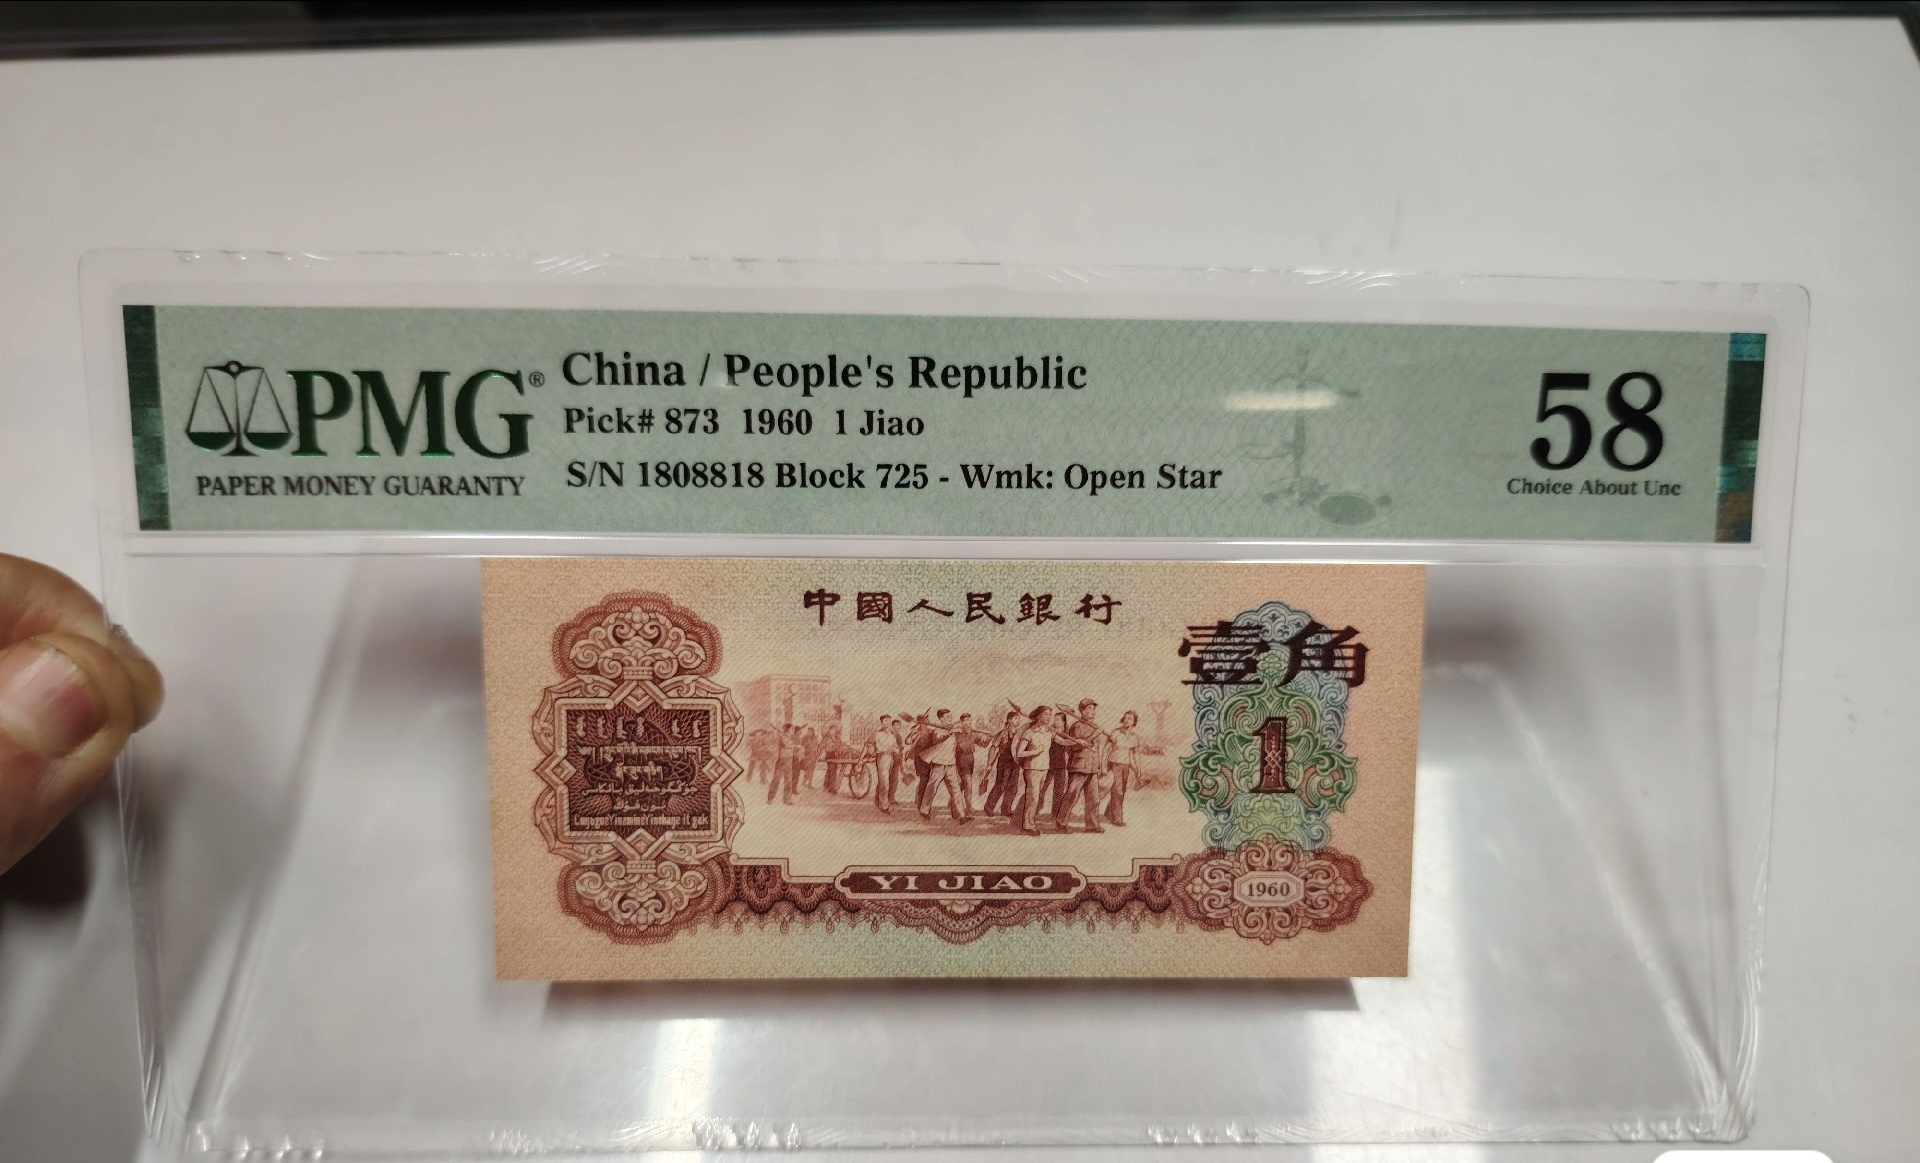 PMG®
PAPER MONEY GUARANTY
China / People's Republic
Pick# 873 1960 1 Jiao
S/N 1808818 Block 725 - Wmk: Open Star
58
Choice About Unc
中國人民銀行
壹角
1
YI JIAO
1960